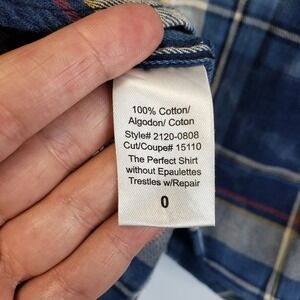 100% Cotton/
Algodon/ Coton
Style# 2120-0808
Cut/Coupe# 15110
The Perfect Shirt
without Epaulettes
Trestles w/Repair
0